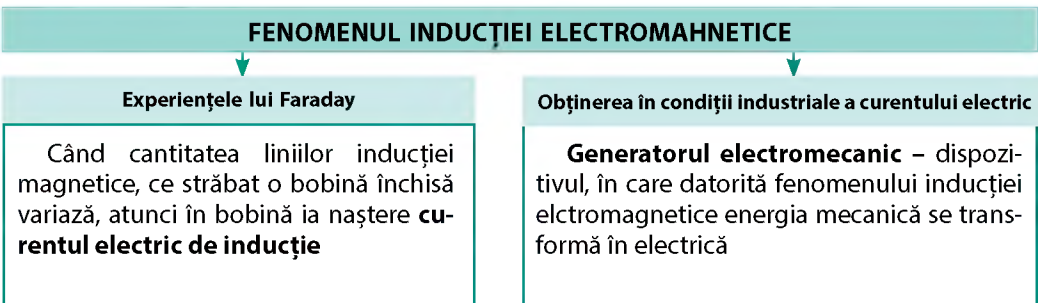 FENOMENUL INDUCȚIEI ELECTROMAHNETICE
Experiențele lui Faraday
Când cantitatea liniilor inducției
magnetice, ce străbat o bobină închisă
variază, atunci în bobină ia naștere cu-
rentul electric de inducție
Obținerea în condiții industriale a curentului electric
Generatorul electromecanic – dispozi-
tivul, în care datorită fenomenului inducției
elctromagnetice energia mecanică se trans-
formă în electrică